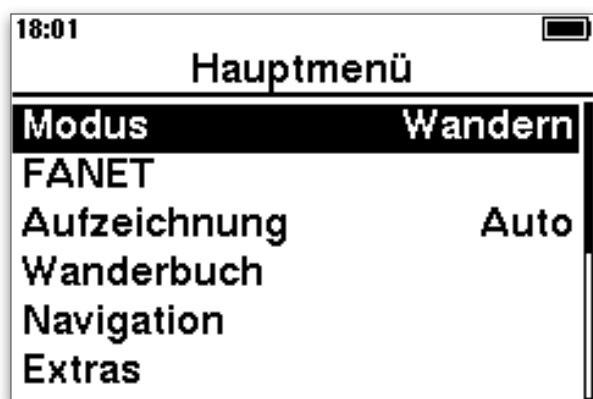 18:01
Hauptmenü
Modus Wandern
FANET
Aufzeichnung Auto
Wanderbuch
Navigation
Extras